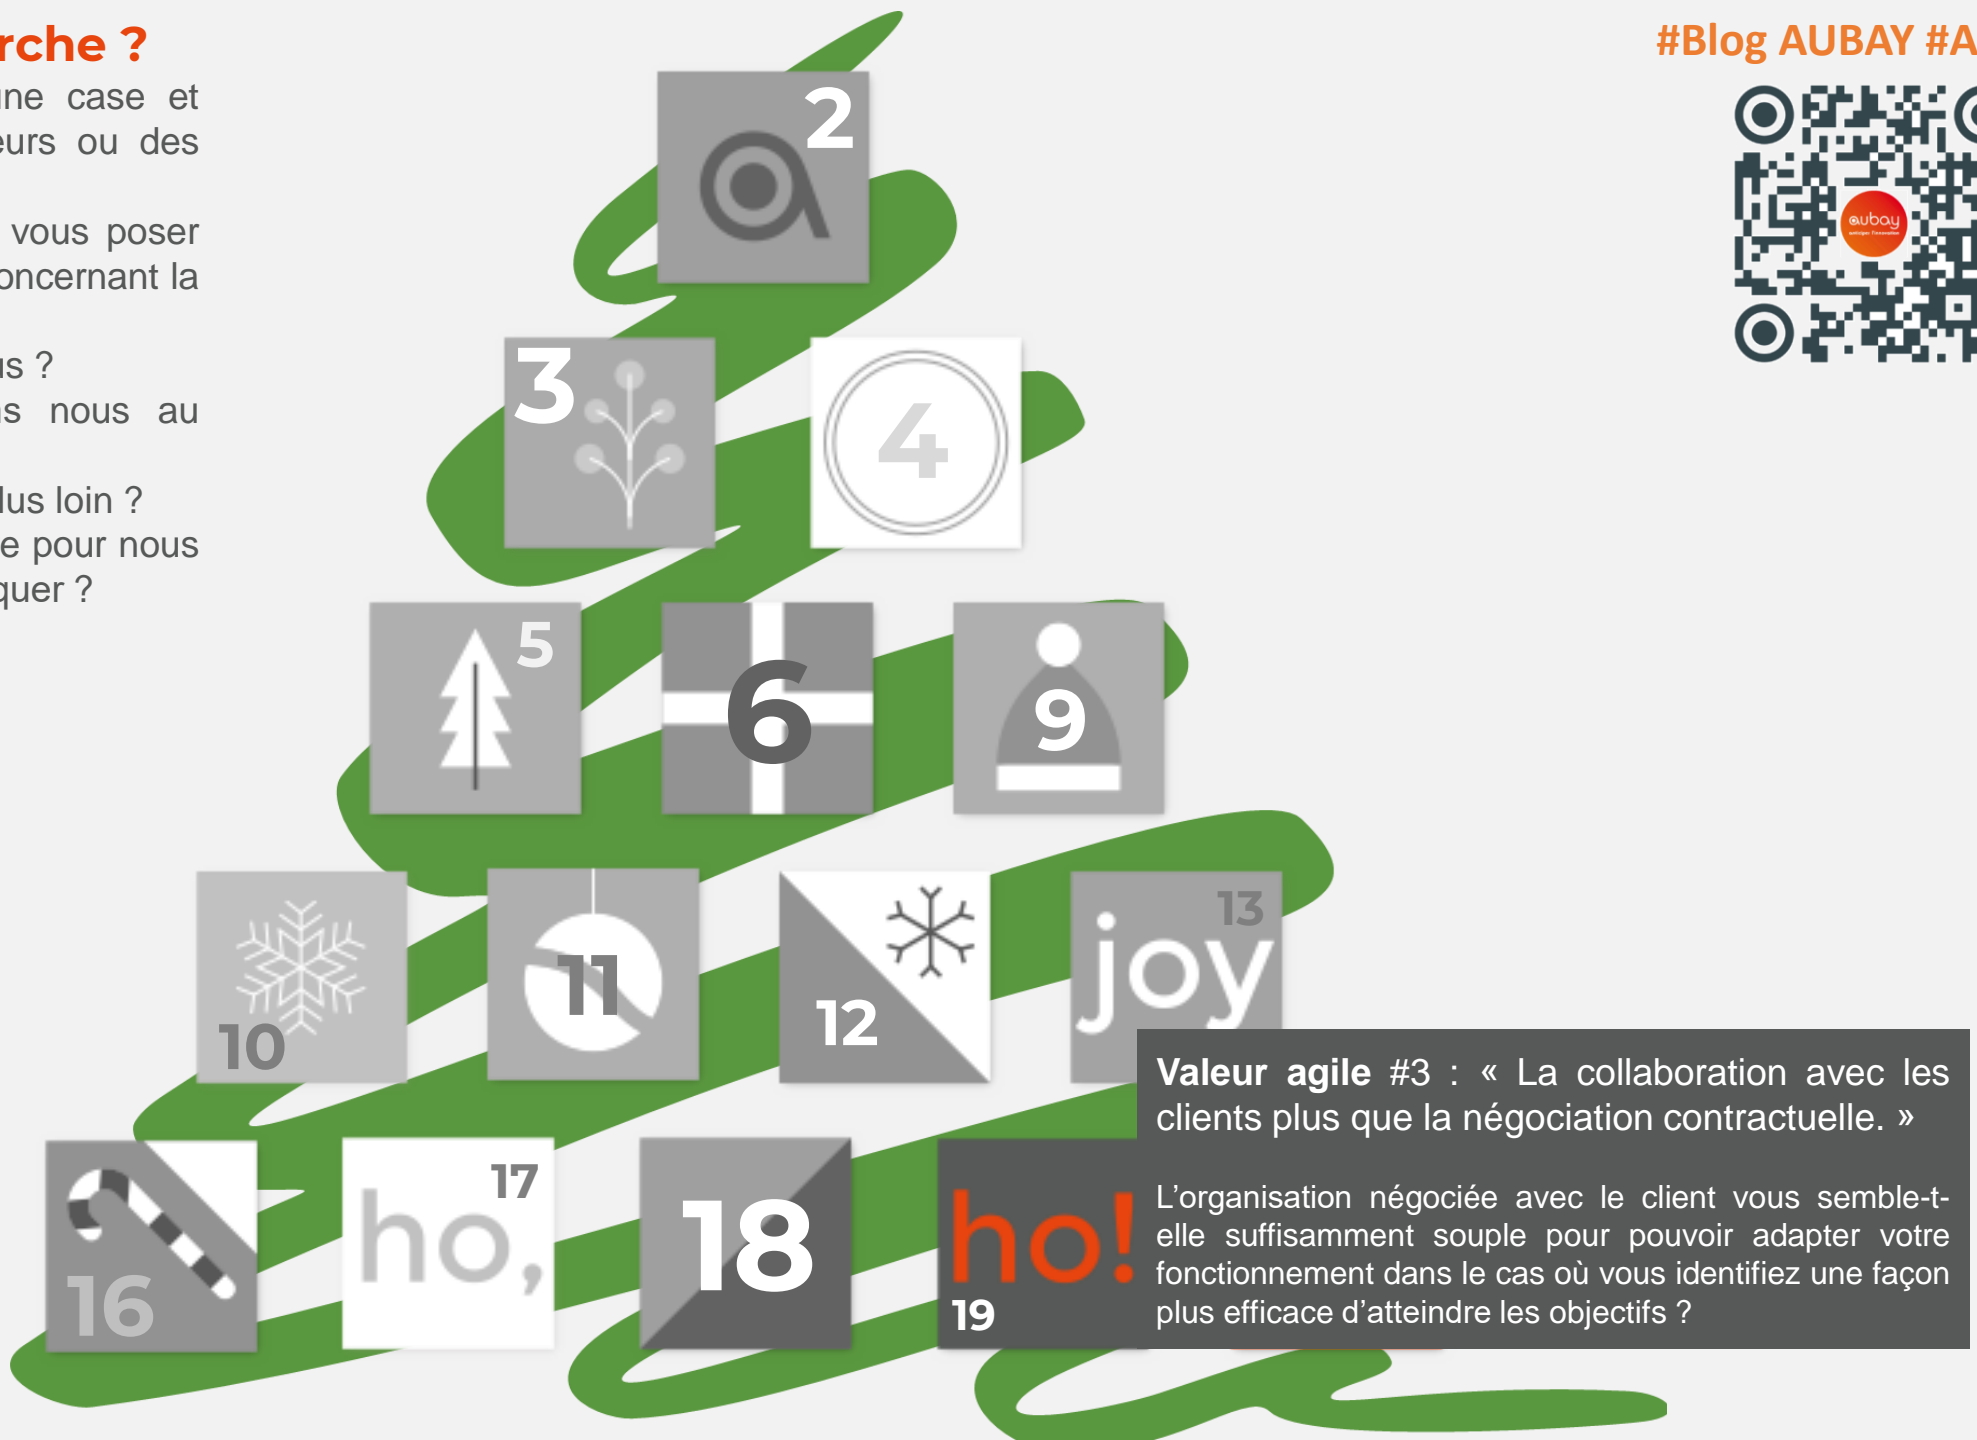 rche ?
une case et
eurs ou des
vous poser
oncernant la
us ?
ns nous au
lus loin ?
e pour nous
quer ?
#Blog AUBAY #A
aubay
2
3
4
5
6
9
10
11
12
13
joy
16
17
ho,
18
ho!
19
Valeur agile #3 : « La collaboration avec les
clients plus que la négociation contractuelle. »
L’organisation négociée avec le client vous semble-t-
elle suffisamment souple pour pouvoir adapter votre
fonctionnement dans le cas où vous identifiez une façon
plus efficace d’atteindre les objectifs ?